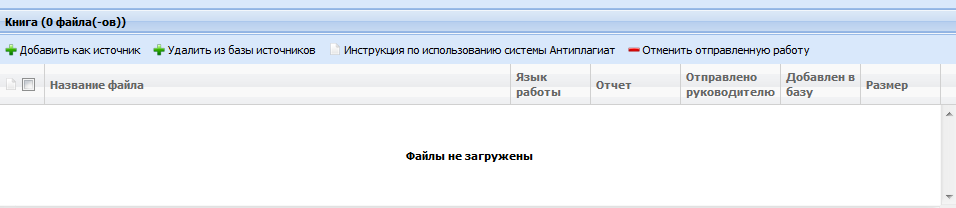 Книга (0 файла(-ов))
Добавить как источник Удалить из базы источников Инструкция по использованию системы Антиплагиат Отменить отправленную работу
Название файла Язык работы Отчет Отправлено руководителю Добавлен в базу Размер
Файлы не загружены